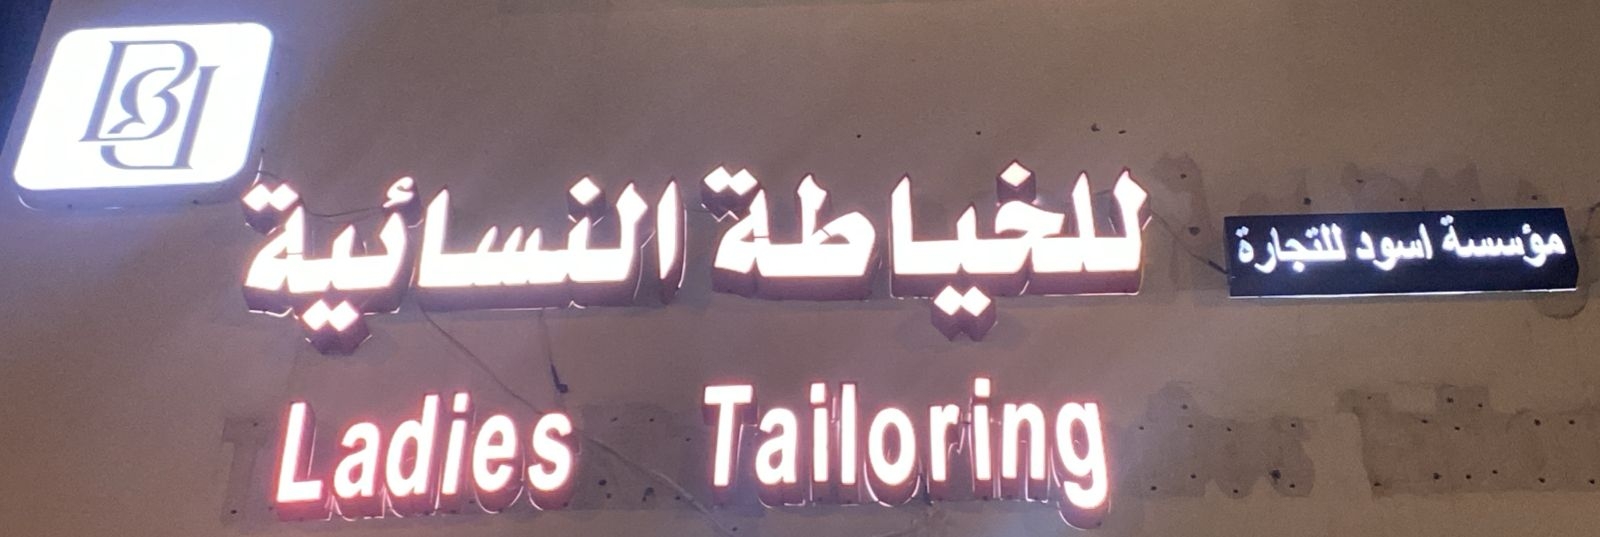 مؤسسة اسود للتجارة
للخياطة النسائية
Ladies Tailoring